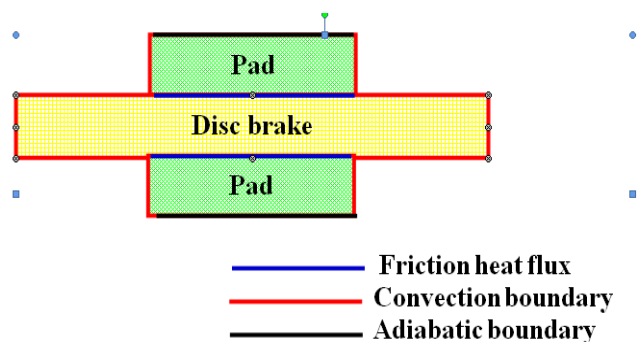 Pad
Disc brake
Pad
Friction heat flux
Convection boundary
Adiabatic boundary